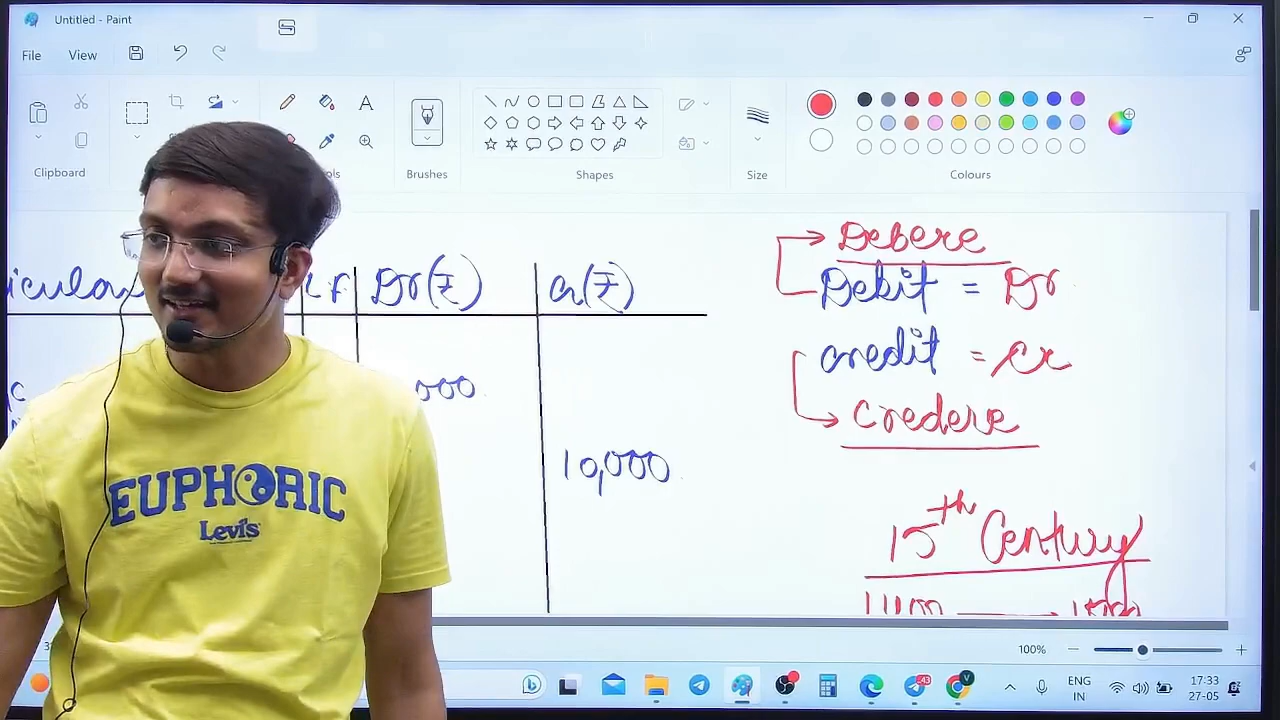 Untitled - Paint
File View
Clipboard
Brushes
Shapes
Size
Colours
Debere
Dr(₹) Cr(₹)
Debit = Dr
credit = Cr
000
Credere
10,000
15th Century
EUPHORIC
Levi's
100%
43
V
ENG
IN
17:33
27-05